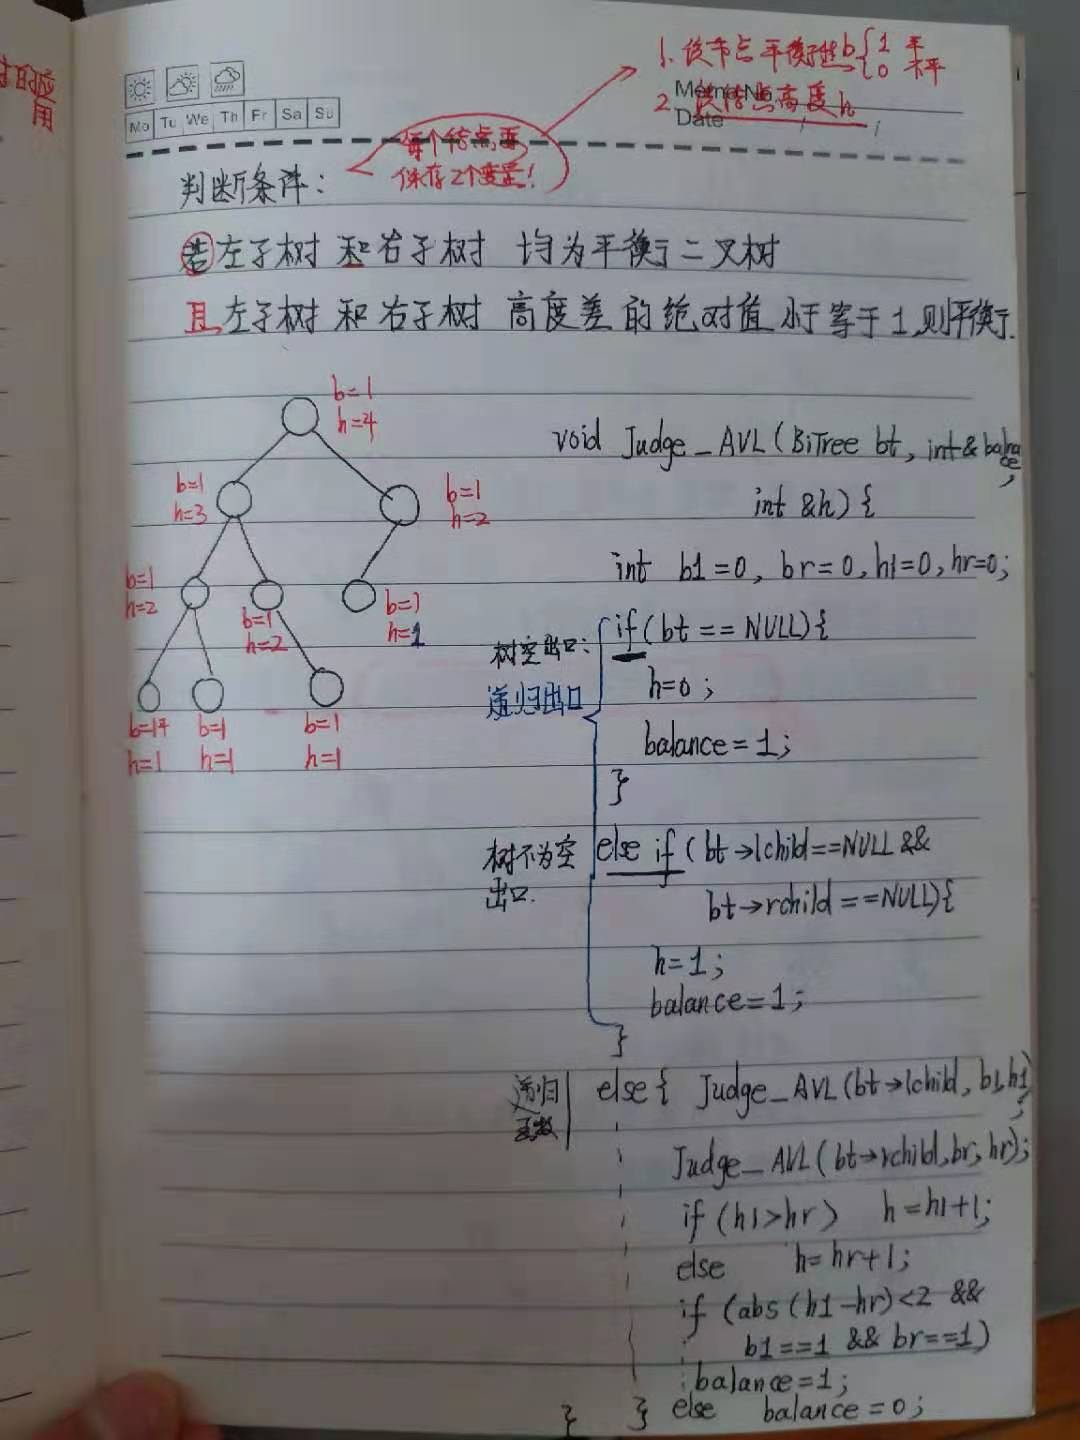 应用
1. 该节点平衡性b { 1 平
0 不平
Memo No.
2. 该结点高度h
Date
Mo Tu We Th Fr Sa Su
每个结点要
保存2个变量!
判断条件:
若左子树 和右子树 均为平衡二叉树
且左子树 和右子树 高度差的绝对值小于等于1,则平衡.
b=1
h=4
b=1
h=3
b=1
h=2
b=1
h=2
b=1
h=2
b=1
h=1
b=1
h=1
b=1
h=1
b=1
h=1
void Judge_AVL(BiTree bt, int& balance,
int &h){
int b1=0, br=0, h1=0, hr=0;
树空出口: if(bt == NULL){
递归出口 h=0;
balance=1;
}
树不为空 else if(bt→lchild==NULL &&
出口. bt→rchild==NULL){
h=1;
balance=1;
}
递归 else{ Judge_AVL(bt→lchild, b1,h1);
函数
Judge_AVL(bt→rchild,br,hr);
if(h1>hr) h=h1+1;
else h=hr+1;
if(abs(h1-hr)<2 &&
b1==1 && br==1)
balance=1;
} } else balance=0;